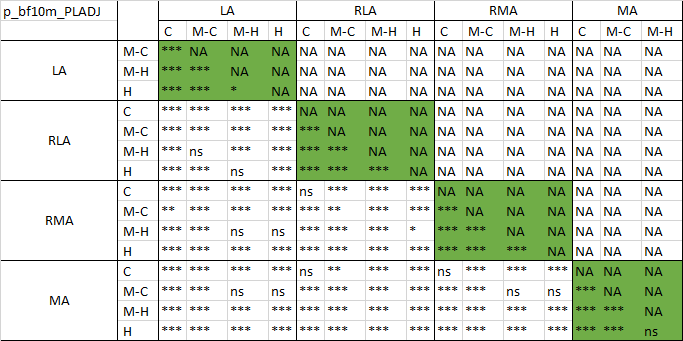 p_bf10m_PLADJ LA RLA RMA MA
C M-C M-H H C M-C M-H H C M-C M-H H C M-C M-H
LA M-C *** NA NA NA NA NA NA NA NA NA NA NA NA NA NA
M-H *** *** NA NA NA NA NA NA NA NA NA NA NA NA NA
H *** *** * NA NA NA NA NA NA NA NA NA NA NA NA
RLA C *** *** *** *** NA NA NA NA NA NA NA NA NA NA NA
M-C *** *** *** *** *** NA NA NA NA NA NA NA NA NA NA
M-H *** ns *** *** *** *** NA NA NA NA NA NA NA NA NA
H *** *** ns *** *** *** *** NA NA NA NA NA NA NA NA
RMA C *** *** *** *** ns *** *** *** NA NA NA NA NA NA NA
M-C ** *** *** *** *** ** *** *** *** NA NA NA NA NA NA
M-H *** *** ns ns *** *** *** * *** *** NA NA NA NA NA
H *** *** *** *** *** *** *** *** *** *** *** NA NA NA NA
MA C *** *** *** *** ns ** *** *** ns *** *** *** NA NA NA
M-C *** *** ns ns *** *** *** *** *** *** ns ns *** NA NA
M-H *** *** *** *** *** *** *** *** *** *** *** *** *** *** NA
H *** *** *** *** *** *** *** *** *** *** *** *** *** *** ns